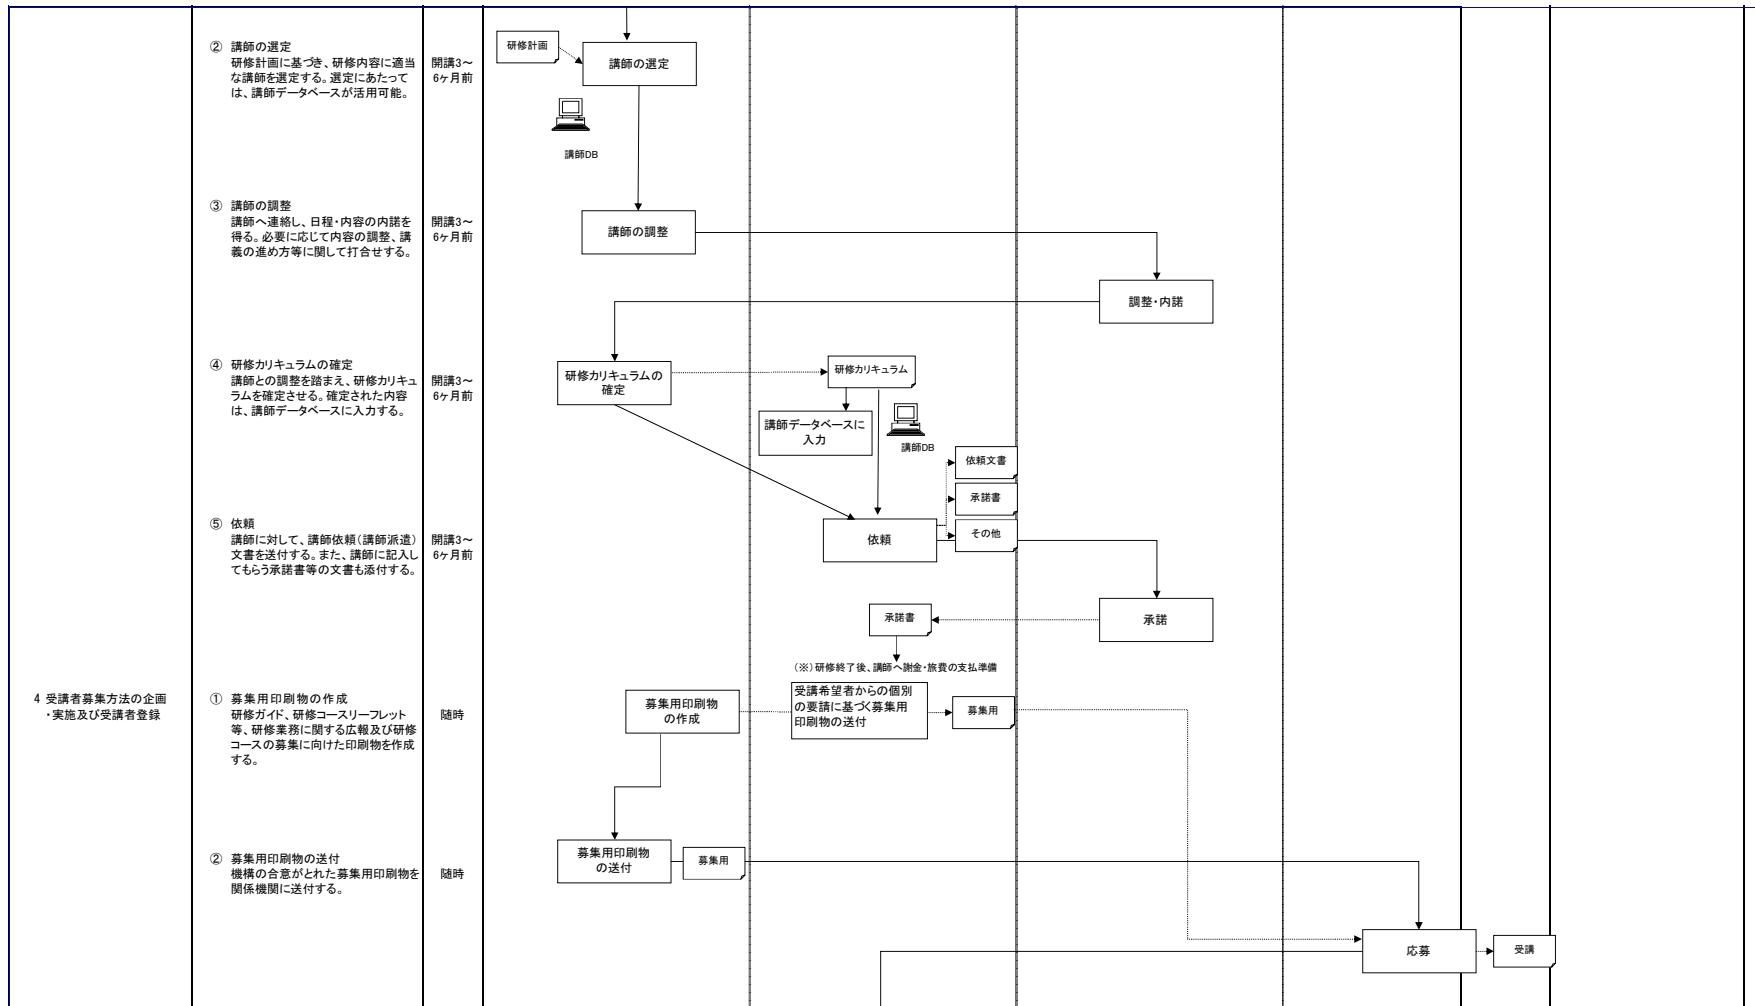 ② 講師の選定
研修計画に基づき、研修内容に適当
な講師を選定する。選定にあたって
は、講師データベースが活用可能。
開講3～
6ヶ月前
研修計画
講師の選定
講師DB
③ 講師の調整
講師へ連絡し、日程・内容の内諾を
得る。必要に応じて内容の調整、講
義の進め方等に関して打合せする。
開講3～
6ヶ月前
講師の調整
調整・内諾
④ 研修カリキュラムの確定
講師との調整を踏まえ、研修カリキュ
ラムを確定させる。確定された内容
は、講師データベースに入力する。
開講3～
6ヶ月前
研修カリキュラムの
確定
研修カリキュラム
講師データベースに
入力
講師DB
依頼文書
承諾書
その他
⑤ 依頼
講師に対して、講師依頼(講師派遣)
文書を送付する。また、講師に記入し
てもらう承諾書等の文書も添付する。
開講3～
6ヶ月前
依頼
承諾書
承諾
(※)研修終了後、講師へ謝金・旅費の支払準備
4 受講者募集方法の企画
・実施及び受講者登録
① 募集用印刷物の作成
研修ガイド、研修コースリーフレット
等、研修業務に関する広報及び研修
コースの募集に向けた印刷物を作成
する。
随時
募集用印刷物
の作成
受講希望者からの個別
の要請に基づく募集用
印刷物の送付
募集用
② 募集用印刷物の送付
機構の合意がとれた募集用印刷物を
関係機関に送付する。
随時
募集用印刷物
の送付
募集用
応募
受講